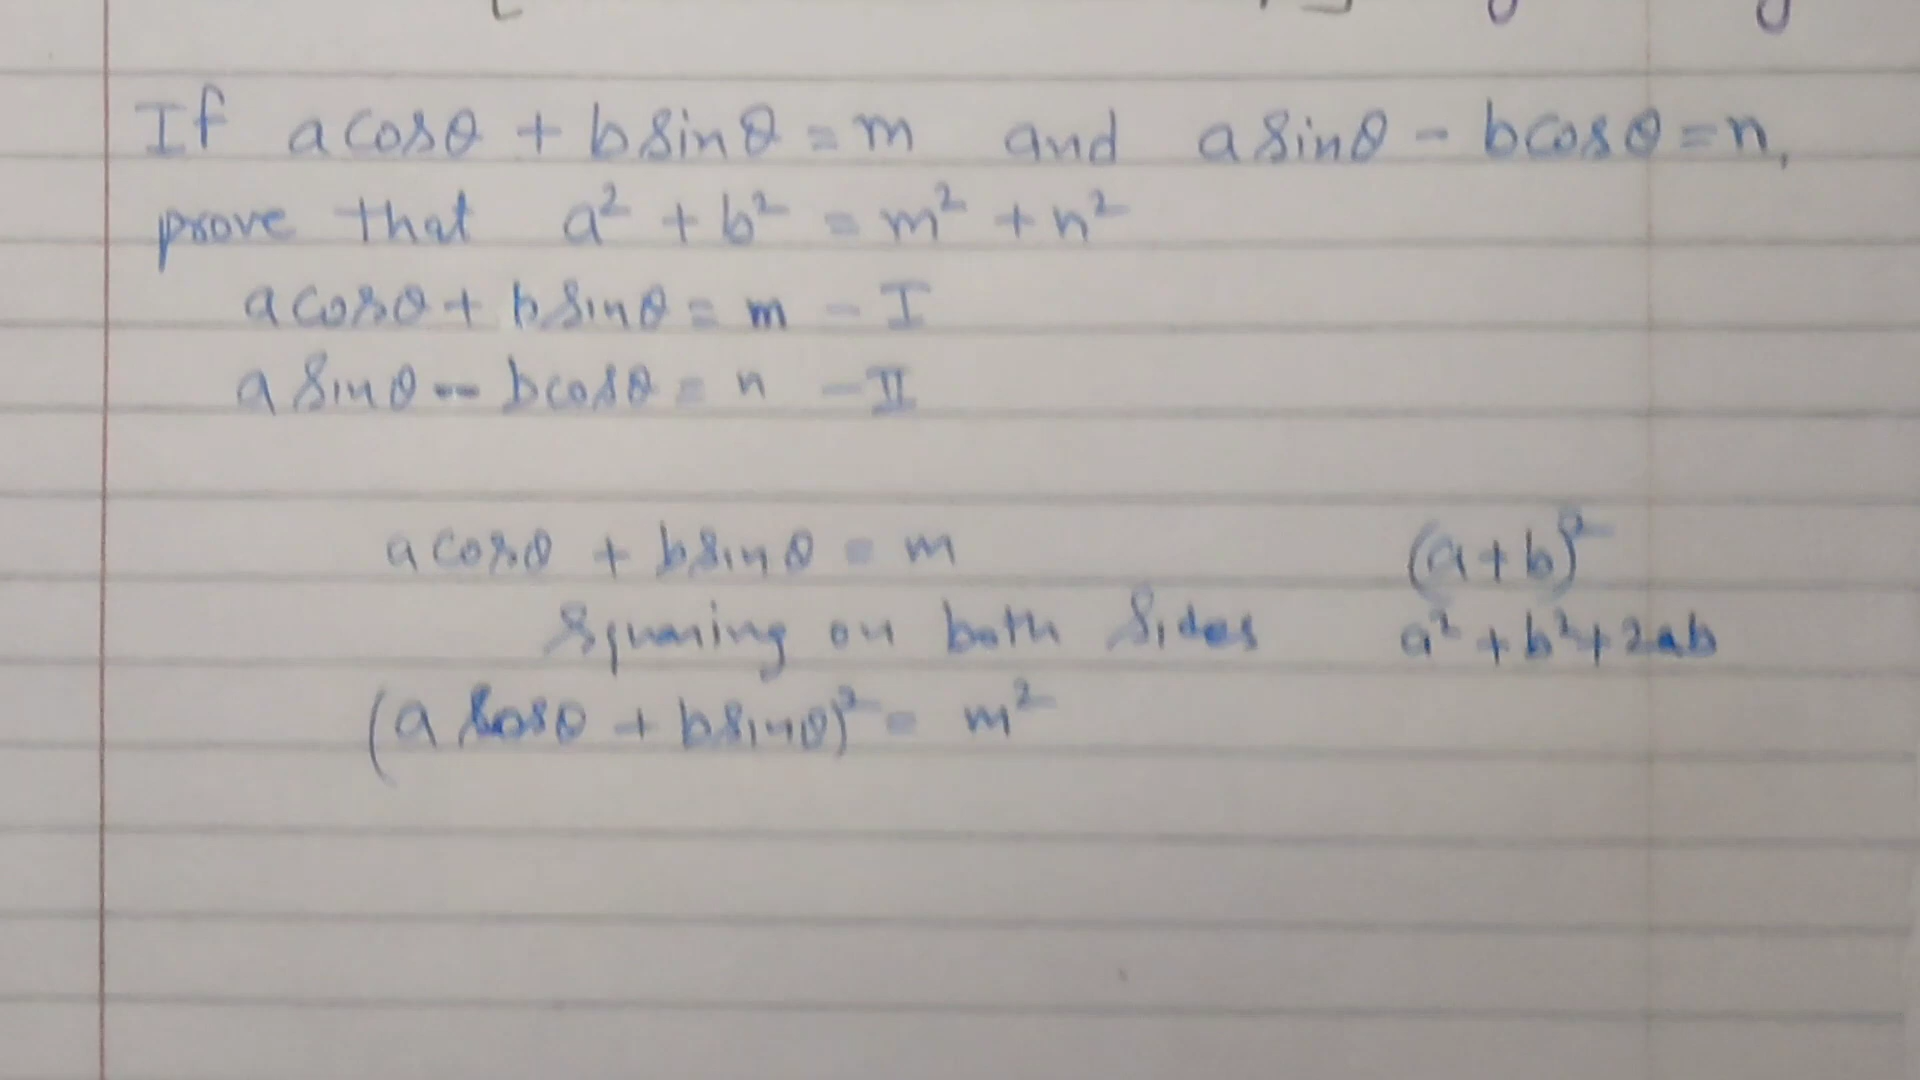 If a cosθ + b sinθ = m and a sinθ - b cosθ = n,
prove that a² + b² = m² + n²
a cosθ + b sinθ = m - I
a sinθ - b cosθ = n - II
a cosθ + b sinθ = m
(a+b)²
Squaring on both sides
a² + b² + 2ab
(a cosθ + b sinθ)² = m²